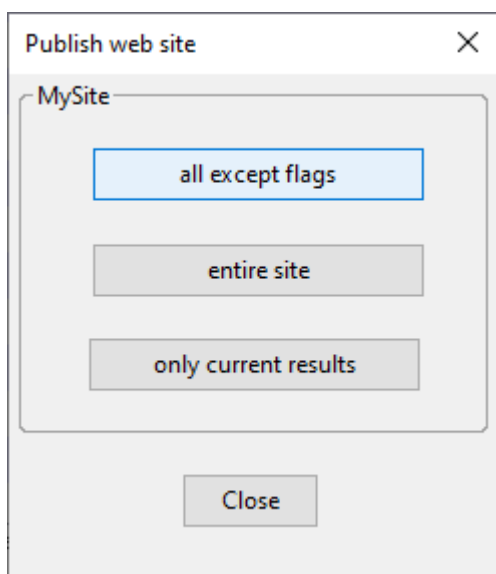 Publish web site
MySite
all except flags
entire site
only current results
Close